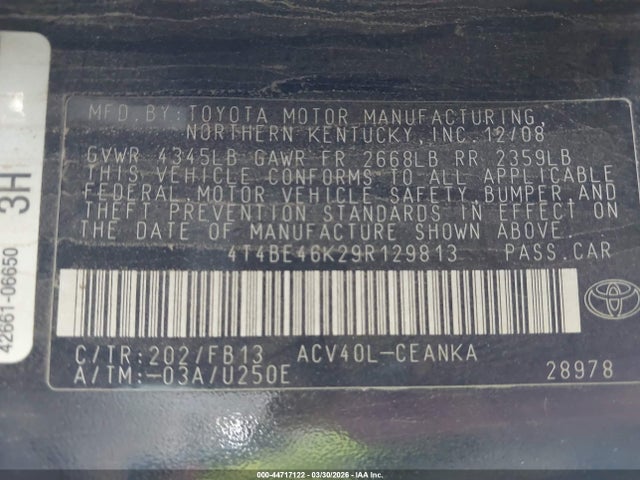 MFD. BY: TOYOTA MOTOR MANUFACTURING,
NORTHERN KENTUCKY, INC. 12/08
GVWR 4345LB GAWR FR 2668LB RR 2359LB
THIS VEHICLE CONFORMS TO ALL APPLICABLE
FEDERAL MOTOR VEHICLE SAFETY, BUMPER, AND
THEFT PREVENTION STANDARDS IN EFFECT ON
THE DATE OF MANUFACTURE SHOWN ABOVE.
4T4BE46K29R129813 PASS. CAR
C/TR: 202/FB13 ACV40L-CEANKA
A/TM: -03A/U250E 28978
42661-06650
3H
© 44717122 - 03/30/2026 - IAA Inc.